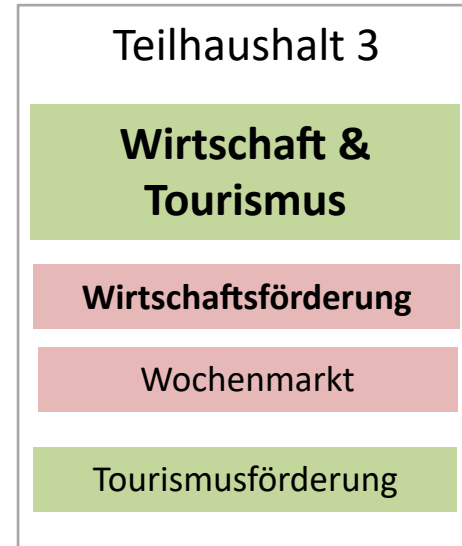 Teilhaushalt 3
Wirtschaft &
Tourismus
Wirtschaftsförderung
Wochenmarkt
Tourismusförderung